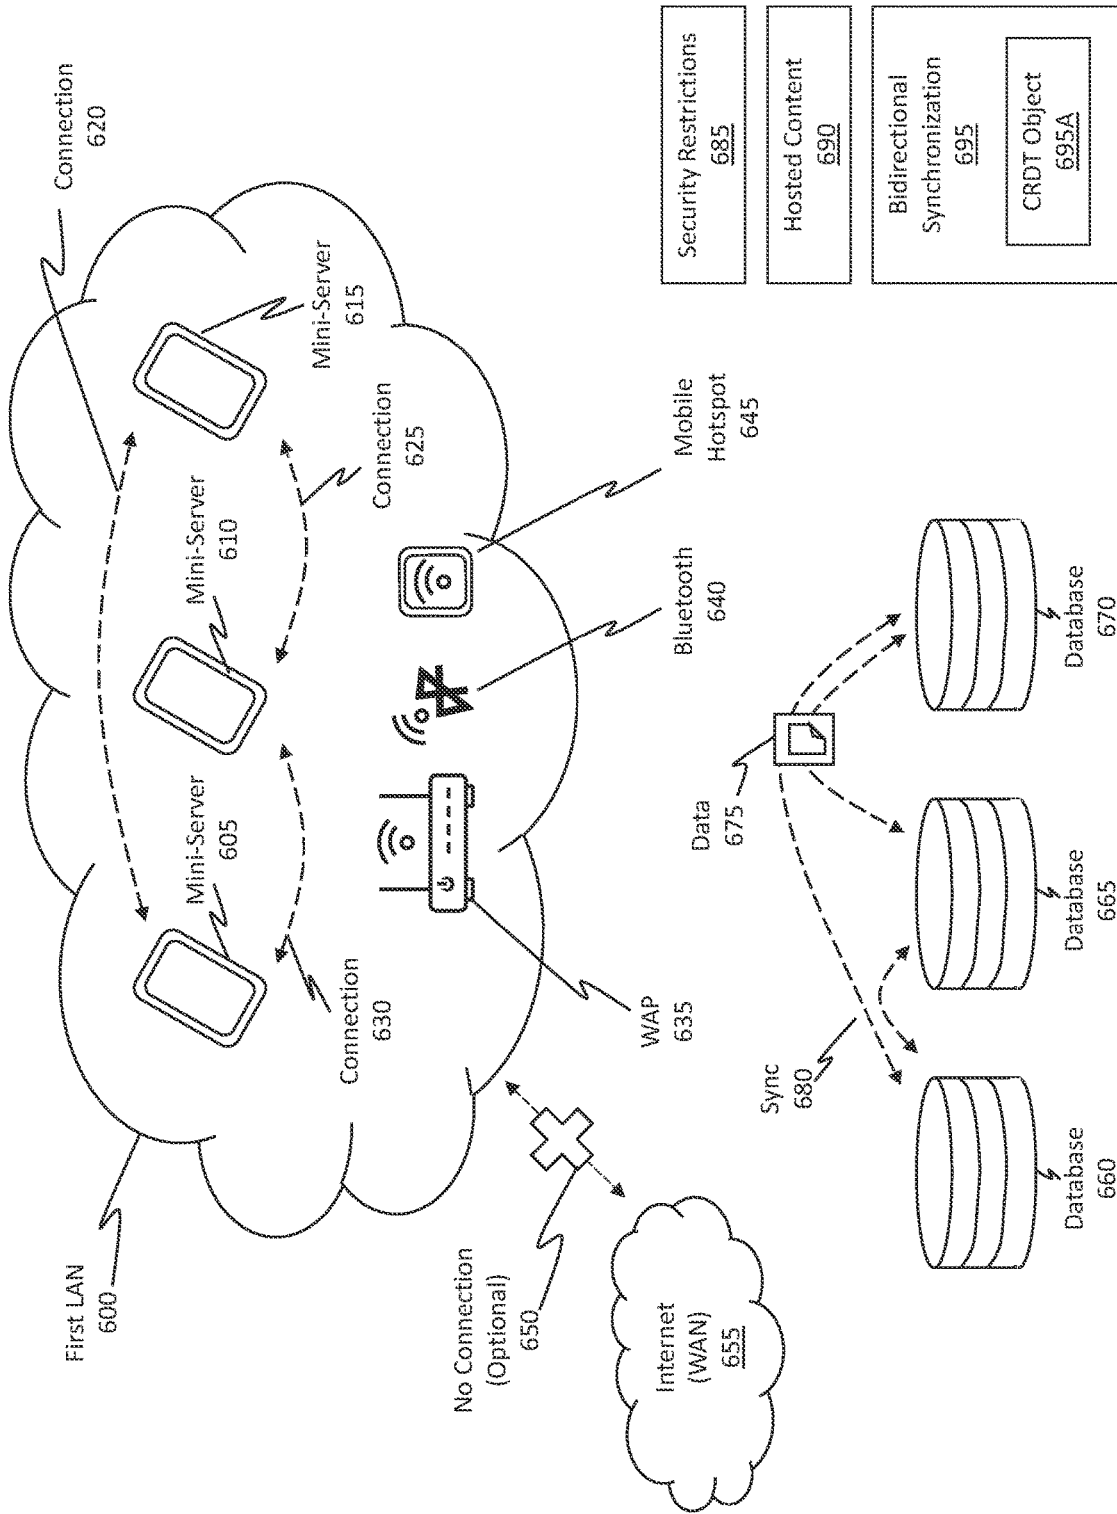 First LAN
600
Mini-Server
605
Mini-Server
610
Mini-Server
615
Connection
620
Connection
625
Connection
630
WAP
635
Bluetooth
640
Mobile
Hotspot
645
No Connection
(Optional)
650
Internet
(WAN)
655
Database
660
Database
665
Database
670
Data
675
Sync
680
Security Restrictions
685
Hosted Content
690
Bidirectional
Synchronization
695
CRDT Object
695A